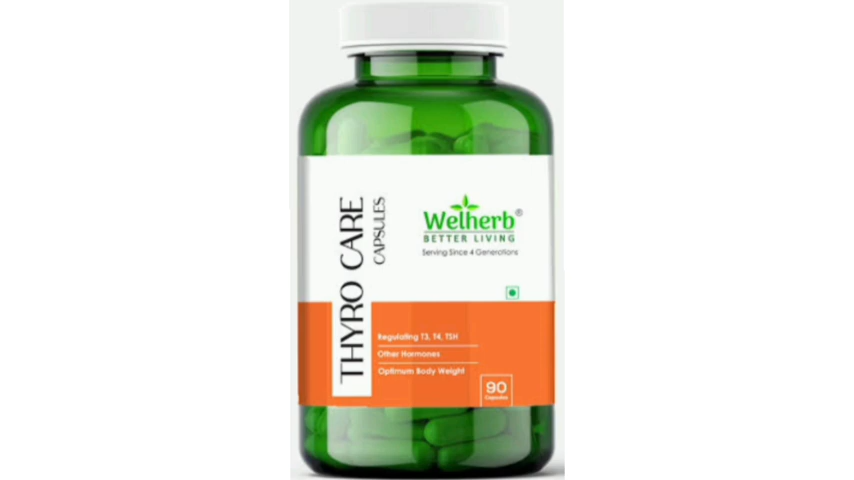 THYRO CARE
CAPSULES
Welherb®
BETTER LIVING
Serving Since 4 Generations
Regulating T3, T4, TSH
Other Hormones
Optimum Body Weight
90
Capsules